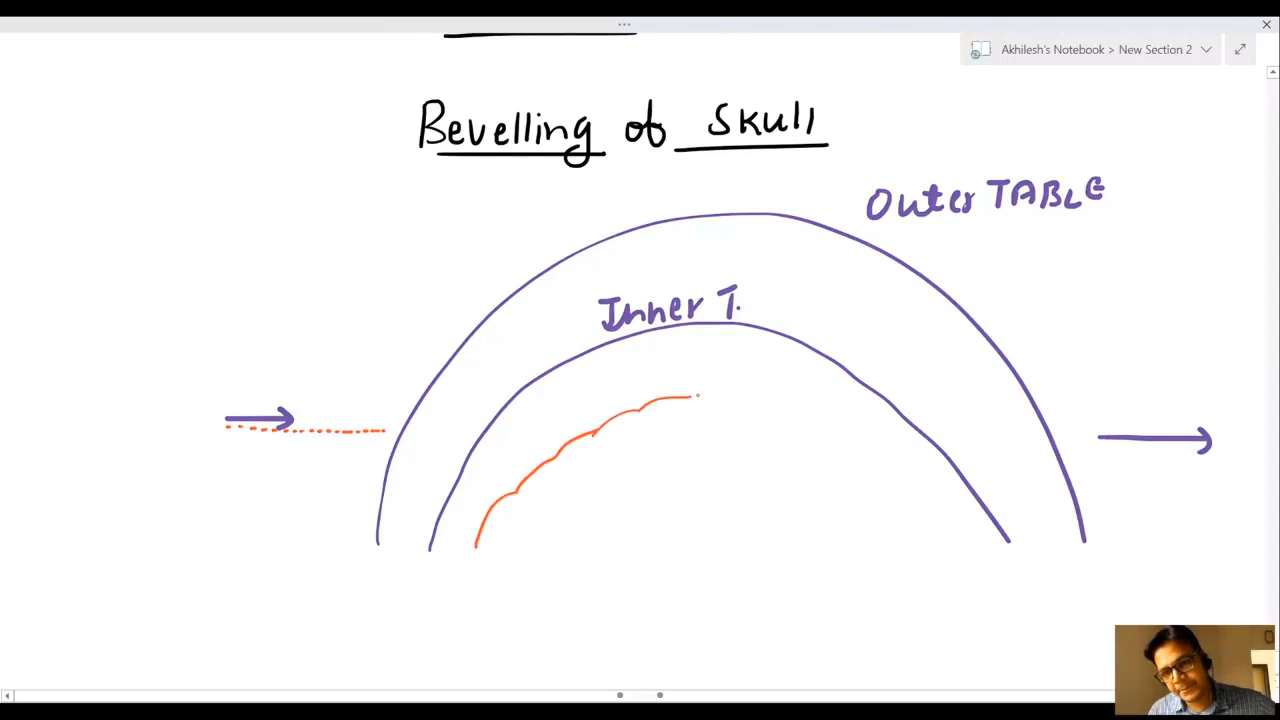 Akhilesh's Notebook > New Section 2
Bevelling of Skull
Outer TABLE
Inner T.